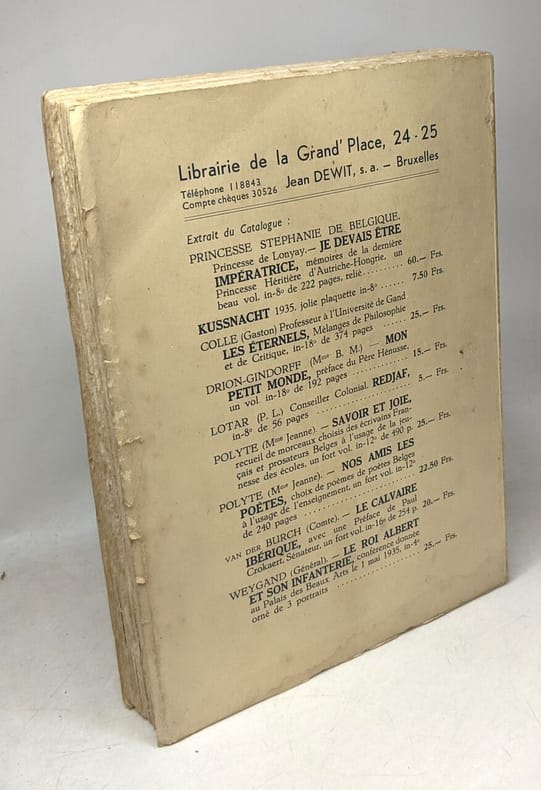 Librairie de la Grand' Place, 24 - 25
Téléphone 118843
Compte chèques 30526 Jean DEWIT, s. a. — Bruxelles
Extrait du Catalogue :
PRINCESSE STEPHANIE DE BELGIQUE,
Princesse de Lonyay. — JE DEVAIS ÊTRE
IMPÉRATRICE, mémoires de la dernière
Princesse Héritière d'Autriche-Hongrie, un
beau vol. in-8º de 222 pages, relié .......... 60.— Frs.
KUSSNACHT 1935, jolie plaquette in-8º ...... 7.50 Frs.
COLLE (Gaston) Professeur à l'Université de Gand
LES ÉTERNELS, Mélanges de Philosophie
et de Critique, in-18º de 374 pages ...... 25.— Frs.
DRION-GINDORFF (Mme B. M.) — MON
PETIT MONDE, préface du Père Hénusse,
un vol. in-18º de 192 pages .............. 15.— Frs.
LOTAR (P. L.) Conseiller Colonial. REDJAF,
in-8º de 56 pages ...................... 5.— Frs.
POLYTE (Mme Jeanne). — SAVOIR ET JOIE,
recueil de morceaux choisis des écrivains Fran-
çais et prosateurs Belges à l'usage de la jeu-
nesse des écoles, un fort vol. in-12º de 490 p. 25.— Frs.
POLYTE (Mme Jeanne). — NOS AMIS LES
POÈTES, choix de poèmes de poètes Belges
à l'usage de l'enseignement, un fort vol. in-12º
de 240 pages ........................ 22.50 Frs.
VAN DER BURCH (Comte). — LE CALVAIRE
IBÉRIQUE, avec une Préface de Paul
Crokaert, Sénateur, un fort vol. in-16º de 254 p. 20.— Frs.
WEYGAND (Général). — LE ROI ALBERT
ET SON INFANTERIE, conférence donnée
au Palais des Beaux Arts le 1 mai 1935, in-4º
orné de 3 portraits .................... 25.— Frs.